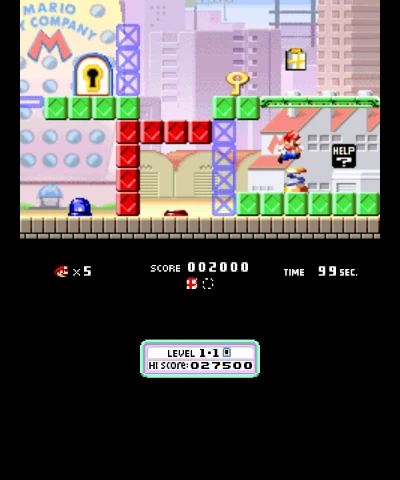 MARIO
Y COMPANY
M
HELP
?
×5
SCORE 002000
TIME 99 SEC.
LEVEL 1-1
HI SCORE: 027500